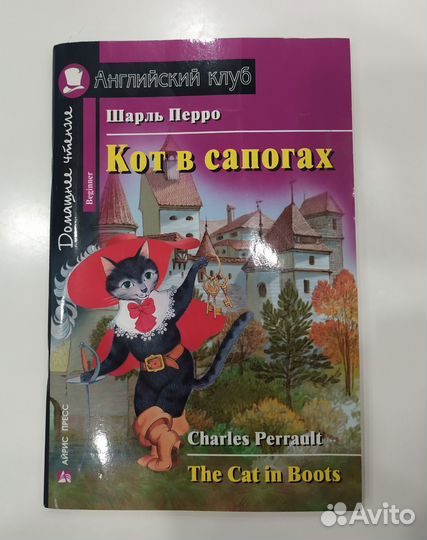 Английский клуб
Домашнее чтение
Beginner
Шарль Перро
Кот в сапогах
Charles Perrault
The Cat in Boots
АЙРИС ПРЕСС
Avito